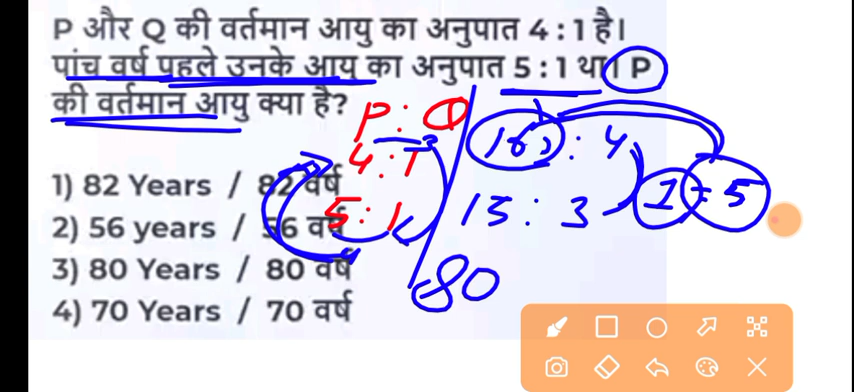 P और Q की वर्तमान आयु का अनुपात 4 : 1 है।
पांच वर्ष पहले उनके आयु का अनुपात 5 : 1 था। P
की वर्तमान आयु क्या है?
P : Q
4 : 1
5 : 1
16 : 4
15 : 3
1 = 5
80
1) 82 Years / 82 वर्ष
2) 56 years / 56 वर्ष
3) 80 Years / 80 वर्ष
4) 70 Years / 70 वर्ष